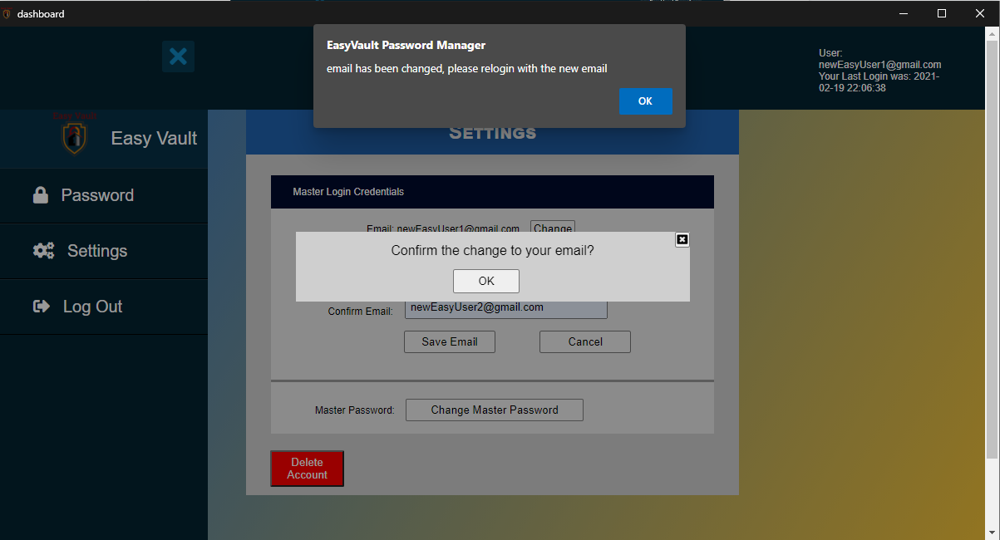 dashboard
EasyVault Password Manager
email has been changed, please relogin with the new email
OK
User:
newEasyUser1@gmail.com
Your Last Login was: 2021-
02-19 22:06:38
Easy Vault
Easy Vault
Password
Settings
Log Out
SETTINGS
Master Login Credentials
Email: newEasyUser1@gmail.com
Change
Confirm the change to your email?
OK
Confirm Email:
newEasyUser2@gmail.com
Save Email
Cancel
Master Password:
Change Master Password
Delete
Account